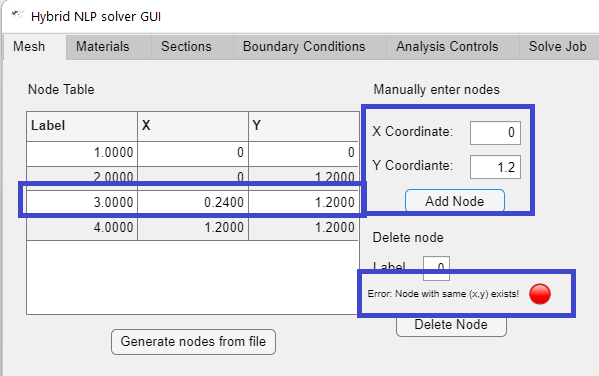 Hybrid NLP solver GUI
Mesh Materials Sections Boundary Conditions Analysis Controls Solve Job
Node Table
Label X Y
1.0000 0 0
2.0000 0 1.2000
3.0000 0.2400 1.2000
4.0000 1.2000 1.2000
Generate nodes from file
Manually enter nodes
X Coordinate: 0
Y Coordiante: 1.2
Add Node
Delete node
Label 0
Error: Node with same (x,y) exists!
Delete Node